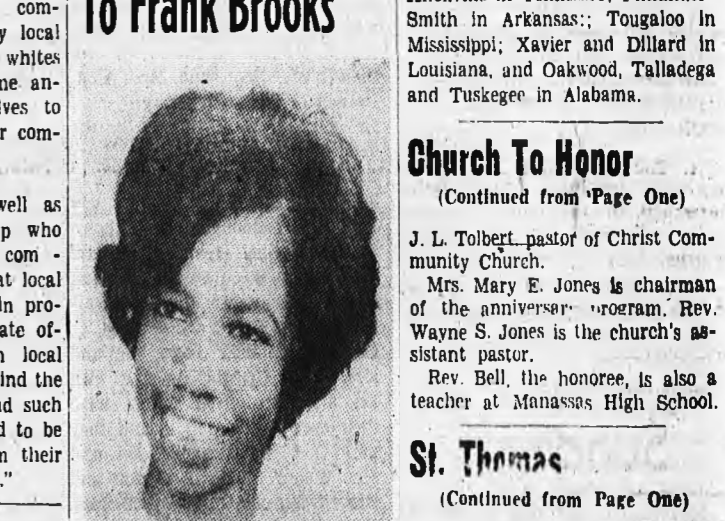 com-
y local
whites
me an-
lves to
r com-
well as
p who
com -
at local
in pro-
ate of-
n local
ind the
nd such
d to be
m their
."
To Frank Brooks
Smith in Arkansas:; Tougaloo in
Mississippi; Xavier and Dillard in
Louisiana, and Oakwood, Talladega
and Tuskegee in Alabama.
Church To Honor
(Continued from Page One)
J. L. Tolbert pastor of Christ Com-
munity Church.
Mrs. Mary E. Jones is chairman
of the anniversary program. Rev.
Wayne S. Jones is the church's as-
sistant pastor.
Rev. Bell, the honoree, is also a
teacher at Manassas High School.
St. Thomas
(Continued from Page One)